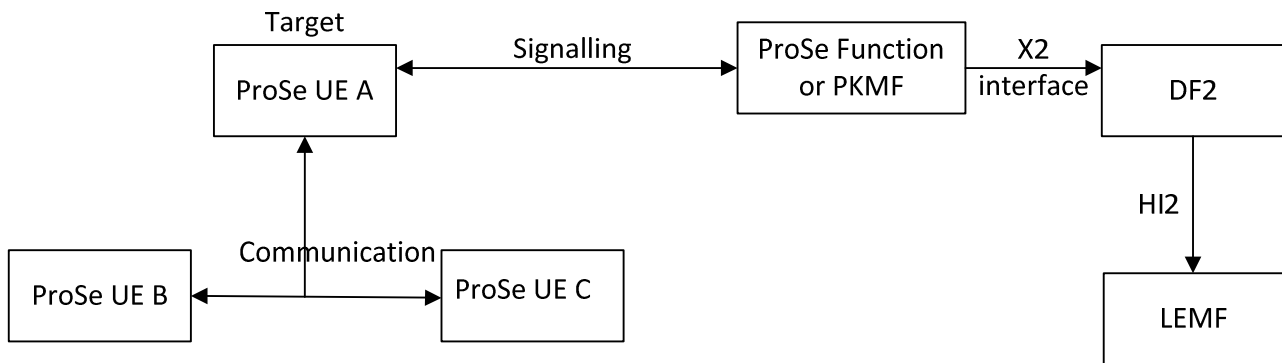 Target
ProSe UE A
Signalling
ProSe Function
or PKMF
X2
interface
DF2
HI2
Communication
ProSe UE B
ProSe UE C
LEMF